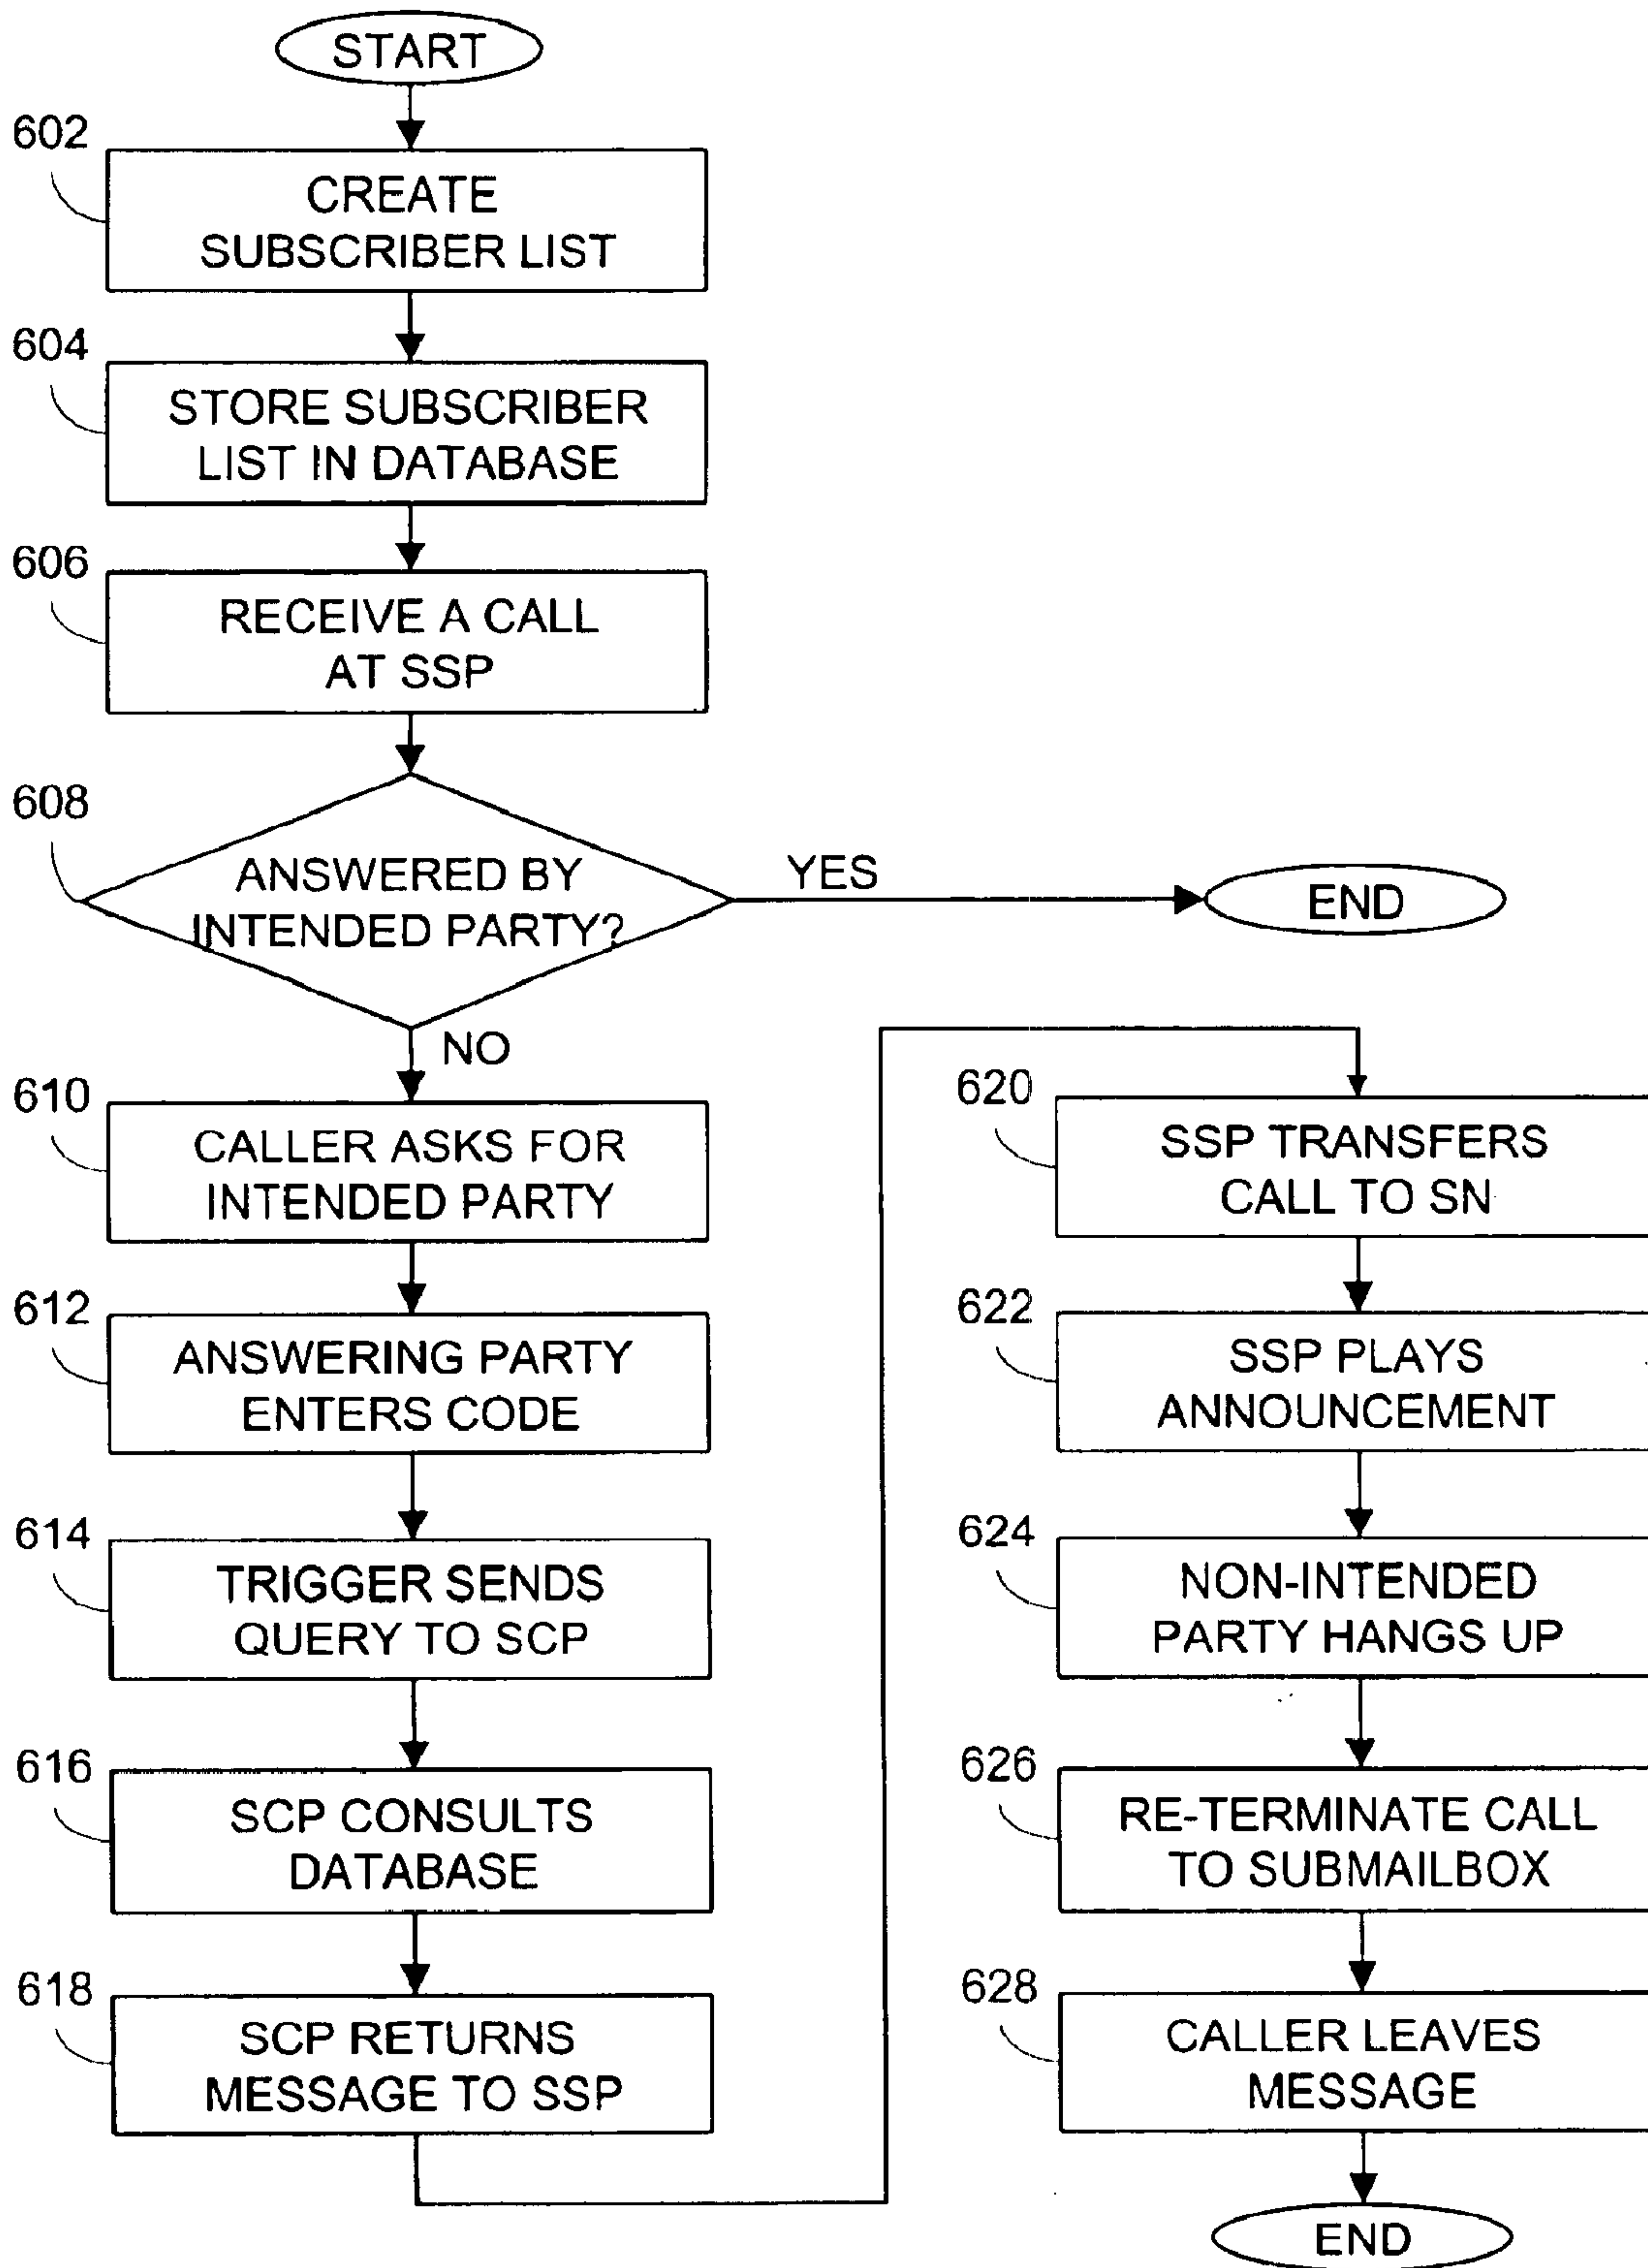 START
602
CREATE
SUBSCRIBER LIST
604
STORE SUBSCRIBER
LIST IN DATABASE
606
RECEIVE A CALL
AT SSP
608
ANSWERED BY
INTENDED PARTY?
YES
END
NO
610
CALLER ASKS FOR
INTENDED PARTY
612
ANSWERING PARTY
ENTERS CODE
614
TRIGGER SENDS
QUERY TO SCP
616
SCP CONSULTS
DATABASE
618
SCP RETURNS
MESSAGE TO SSP
620
SSP TRANSFERS
CALL TO SN
622
SSP PLAYS
ANNOUNCEMENT
624
NON-INTENDED
PARTY HANGS UP
626
RE-TERMINATE CALL
TO SUBMAILBOX
628
CALLER LEAVES
MESSAGE
END